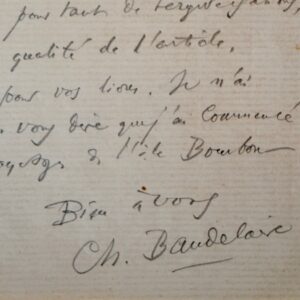 pour tant de
qualité de l'article,
pour vos livres. Je n'ai
vous dire que j'ai commencé
de l'île Bourbon
Bien à vous
Ch. Baudelaire